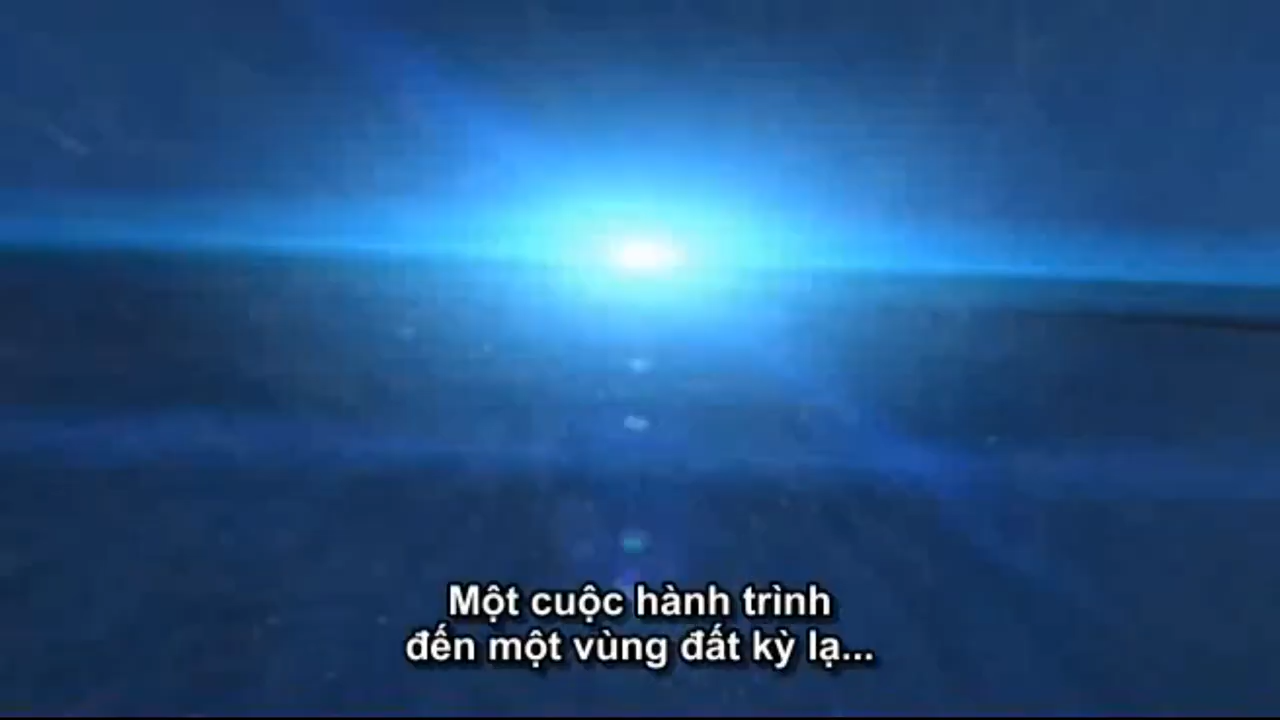 Một cuộc hành trình
đến một vùng đất kỳ lạ...